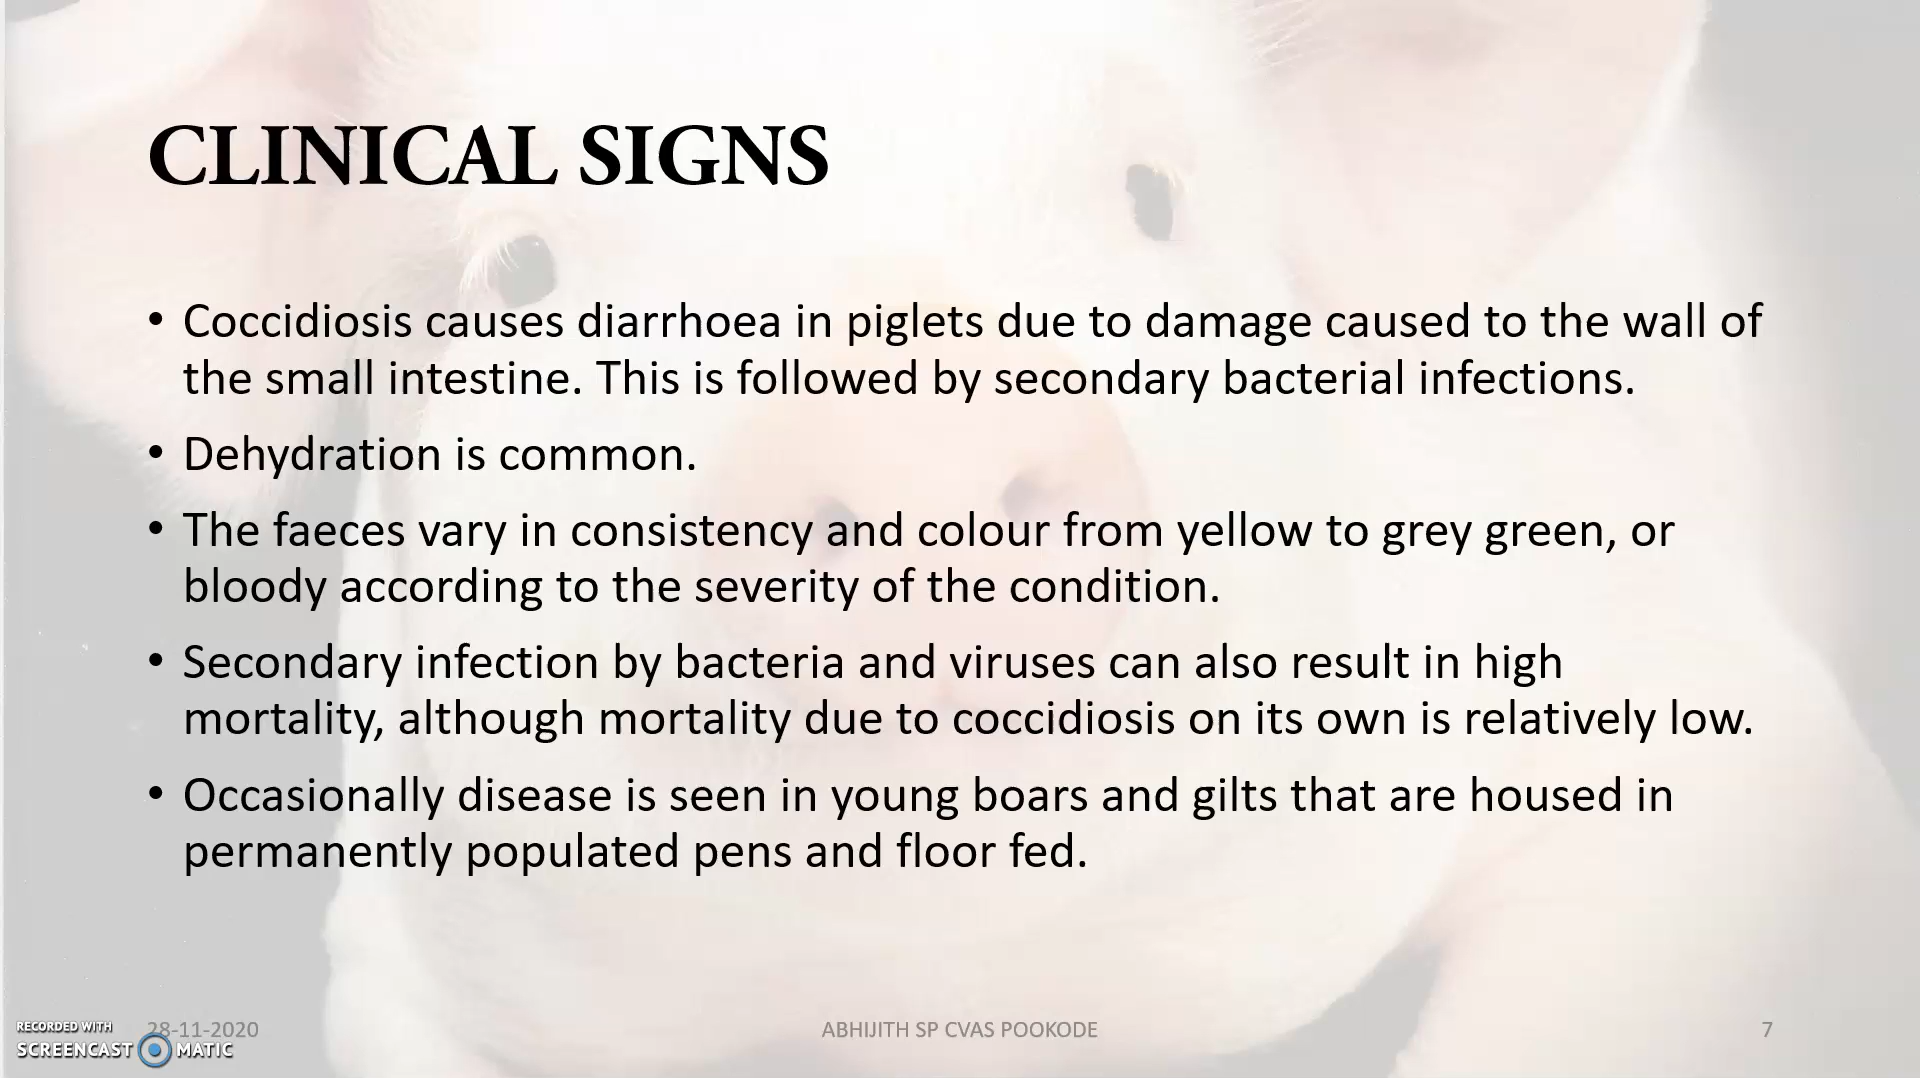 CLINICAL SIGNS
• Coccidiosis causes diarrhoea in piglets due to damage caused to the wall of
the small intestine. This is followed by secondary bacterial infections.
• Dehydration is common.
• The faeces vary in consistency and colour from yellow to grey green, or
bloody according to the severity of the condition.
• Secondary infection by bacteria and viruses can also result in high
mortality, although mortality due to coccidiosis on its own is relatively low.
• Occasionally disease is seen in young boars and gilts that are housed in
permanently populated pens and floor fed.
28-11-2020
ABHIJITH SP CVAS POOKODE
7
RECORDED WITH
SCREENCAST MATIC